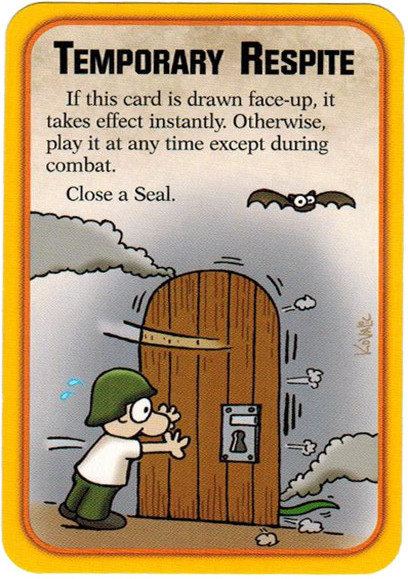 TEMPORARY RESPITE
If this card is drawn face-up, it
takes effect instantly. Otherwise,
play it at any time except during
combat.
Close a Seal.
KOVALIC